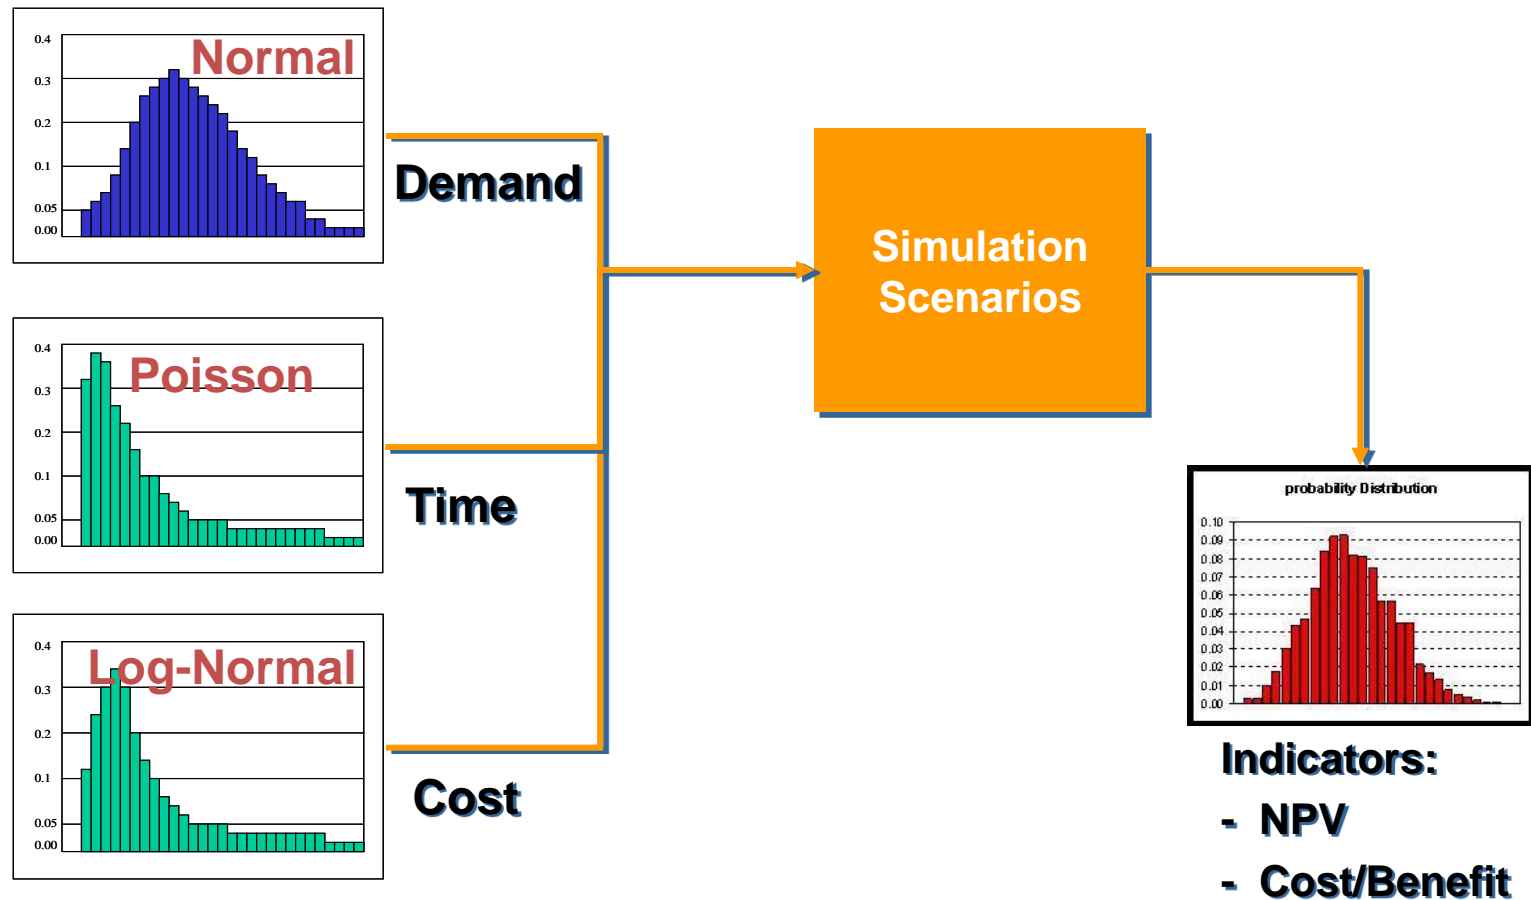 Normal
0.4
0.3
0.2
0.1
0.05
0.00
Demand
Poisson
0.4
0.3
0.2
0.1
0.05
0.00
Time
Log-Normal
0.4
0.3
0.2
0.1
0.05
0.00
Cost
Simulation
Scenarios
probability Distribution
0.10
0.09
0.08
0.07
0.06
0.05
0.04
0.03
0.02
0.01
0.00
Indicators:
- NPV
- Cost/Benefit